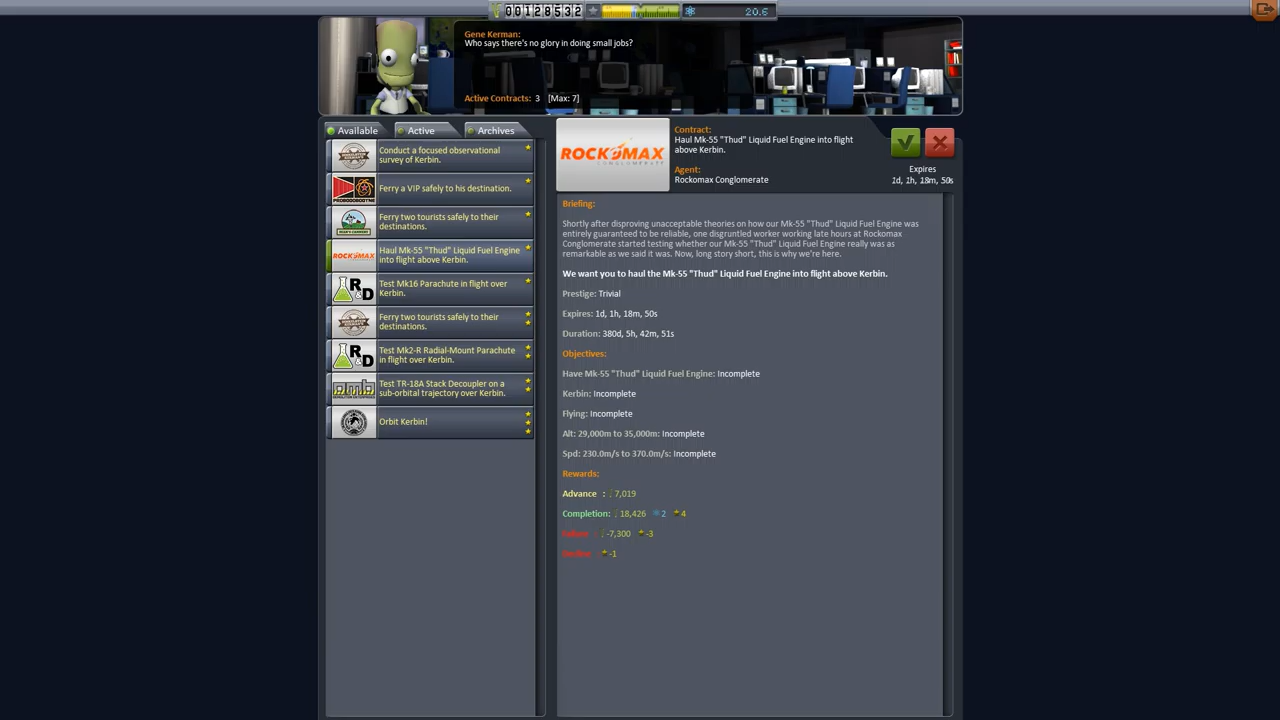 00128532
20.6
Gene Kerman:
Who says there's no glory in doing small jobs?
Active Contracts: 3 [Max: 7]
Available
Active
Archives
Conduct a focused observational
survey of Kerbin.
Ferry a VIP safely to his destination.
Ferry two tourists safely to their
destinations.
Haul Mk-55 "Thud" Liquid Fuel Engine
into flight above Kerbin.
Test Mk16 Parachute in flight over
Kerbin.
Ferry two tourists safely to their
destinations.
Test Mk2-R Radial-Mount Parachute
in flight over Kerbin.
Test TR-18A Stack Decoupler on a
sub-orbital trajectory over Kerbin.
Orbit Kerbin!
PROBODOBODYNE
ROCKOMAX
R&D
R&D
ROCKOMAX
CONGLOMERATE
Contract:
Haul Mk-55 "Thud" Liquid Fuel Engine into flight
above Kerbin.
Agent:
Rockomax Conglomerate
Expires
1d, 1h, 18m, 50s
Briefing:
Shortly after disproving unacceptable theories on how our Mk-55 "Thud" Liquid Fuel Engine was
entirely guaranteed to be reliable, one disgruntled worker working late hours at Rockomax
Conglomerate started testing whether our Mk-55 "Thud" Liquid Fuel Engine really was as
remarkable as we said it was. Now, long story short, this is why we're here.
We want you to haul the Mk-55 "Thud" Liquid Fuel Engine into flight above Kerbin.
Prestige: Trivial
Expires: 1d, 1h, 18m, 50s
Duration: 380d, 5h, 42m, 51s
Objectives:
Have Mk-55 "Thud" Liquid Fuel Engine: Incomplete
Kerbin: Incomplete
Flying: Incomplete
Alt: 29,000m to 35,000m: Incomplete
Spd: 230.0m/s to 370.0m/s: Incomplete
Rewards:
Advance : 7,019
Completion: 18,426 2 4
Failure: -7,300 -3
Decline: -1